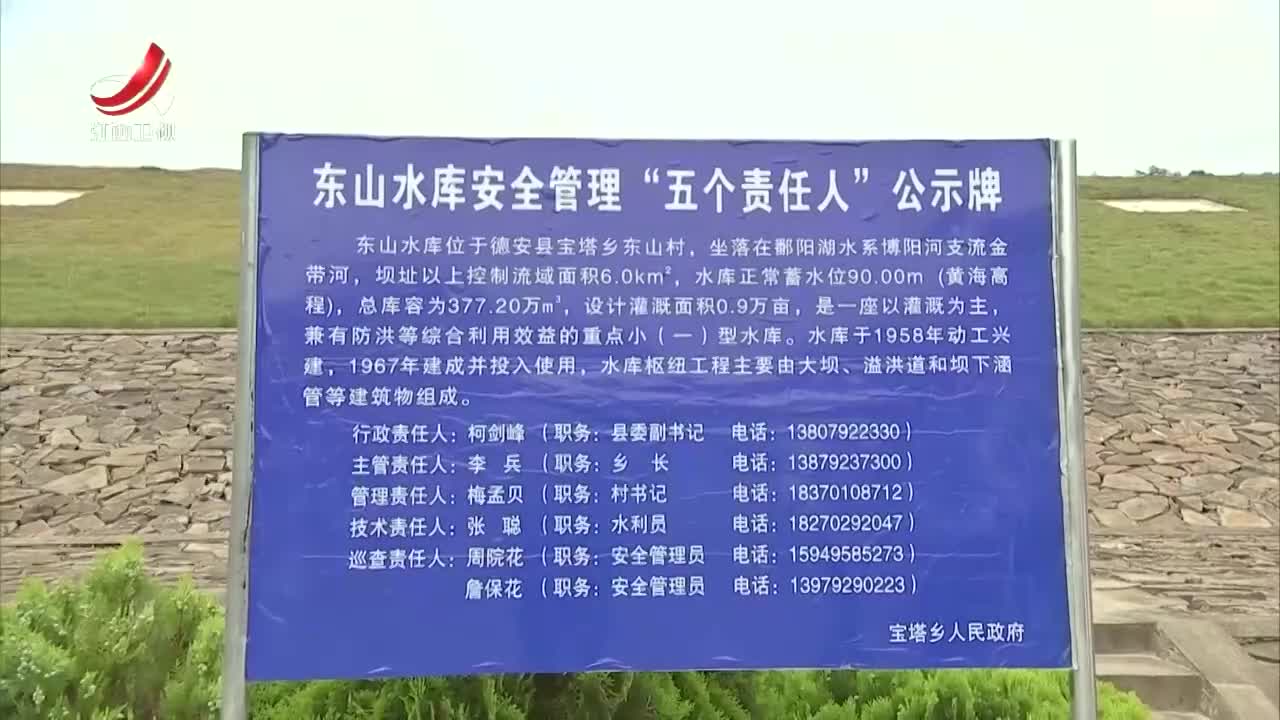 江西卫视
东山水库安全管理“五个责任人”公示牌
东山水库位于德安县宝塔乡东山村，坐落在鄱阳湖水系博阳河支流金
带河，坝址以上控制流域面积6.0km²，水库正常蓄水位90.00m（黄海高
程），总库容为377.20万m³，设计灌溉面积0.9万亩，是一座以灌溉为主，
兼有防洪等综合利用效益的重点小（一）型水库。水库于1958年动工兴
建，1967年建成并投入使用，水库枢纽工程主要由大坝、溢洪道和坝下涵
管等建筑物组成。
行政责任人：柯剑峰（职务：县委副书记 电话：13807922330）
主管责任人：李 兵（职务：乡 长 电话：13879237300）
管理责任人：梅孟贝（职务：村书记 电话：18370108712）
技术责任人：张 聪（职务：水利员 电话：18270292047）
巡查责任人：周院花（职务：安全管理员 电话：15949585273）
詹保花（职务：安全管理员 电话：13979290223）
宝塔乡人民政府